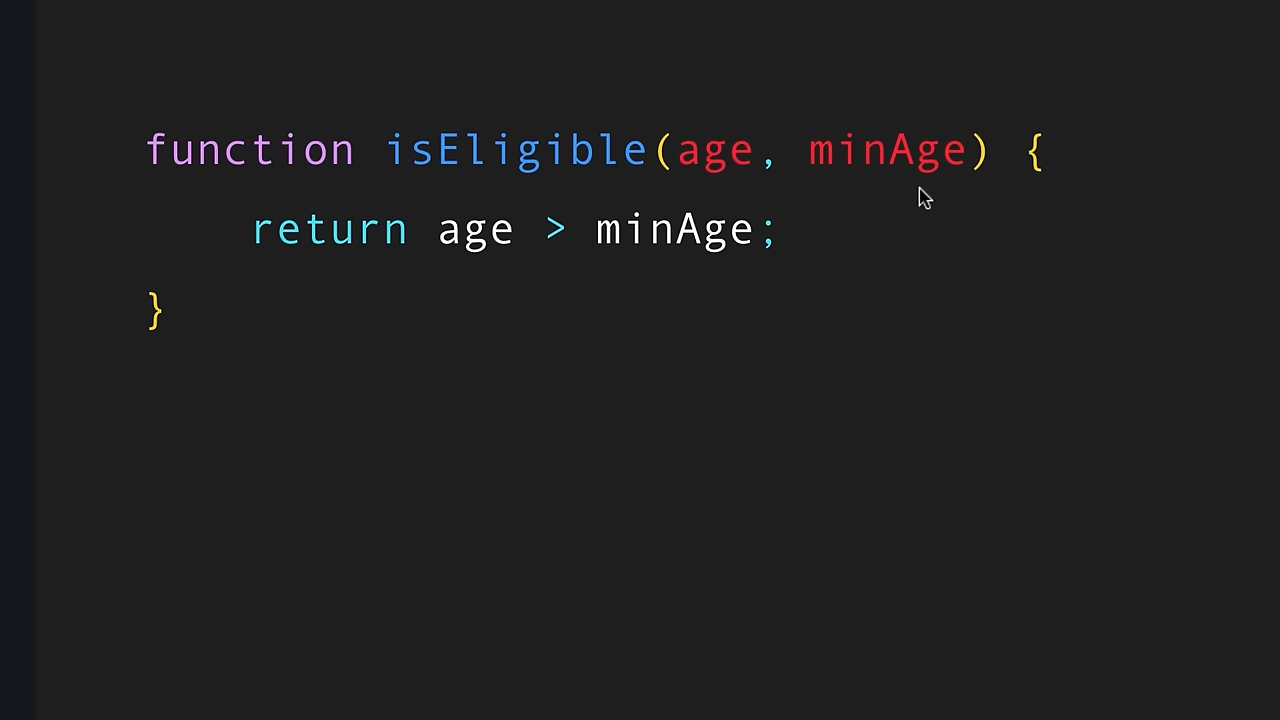 function isEligible(age, minAge) {
    return age > minAge;
}